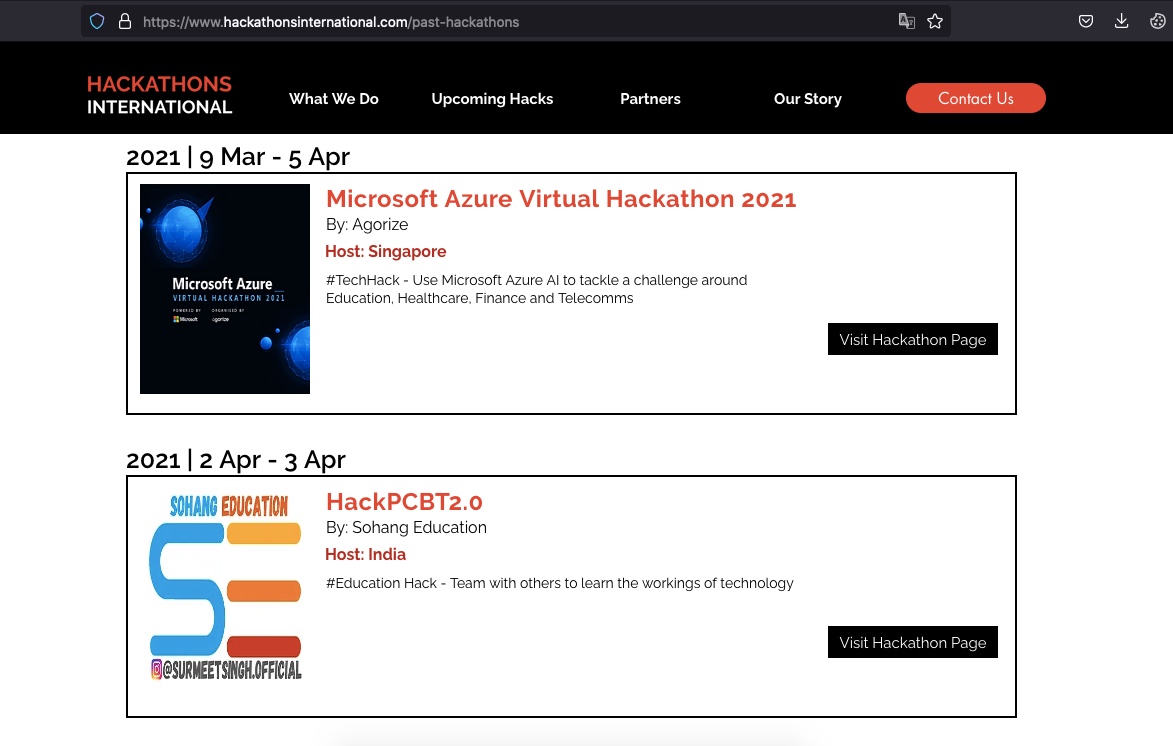 https://www.hackathonsinternational.com/past-hackathons
HACKATHONS
INTERNATIONAL
What We Do
Upcoming Hacks
Partners
Our Story
Contact Us
2021 | 9 Mar - 5 Apr
Microsoft Azure
VIRTUAL HACKATHON 2021
POWERED BY ORGANISED BY
Microsoft agorize
Microsoft Azure Virtual Hackathon 2021
By: Agorize
Host: Singapore
#TechHack - Use Microsoft Azure AI to tackle a challenge around
Education, Healthcare, Finance and Telecomms
Visit Hackathon Page
2021 | 2 Apr - 3 Apr
SOHANG EDUCATION
SE
@SURMEETSINGH.OFFICIAL
HackPCBT2.0
By: Sohang Education
Host: India
#Education Hack - Team with others to learn the workings of technology
Visit Hackathon Page